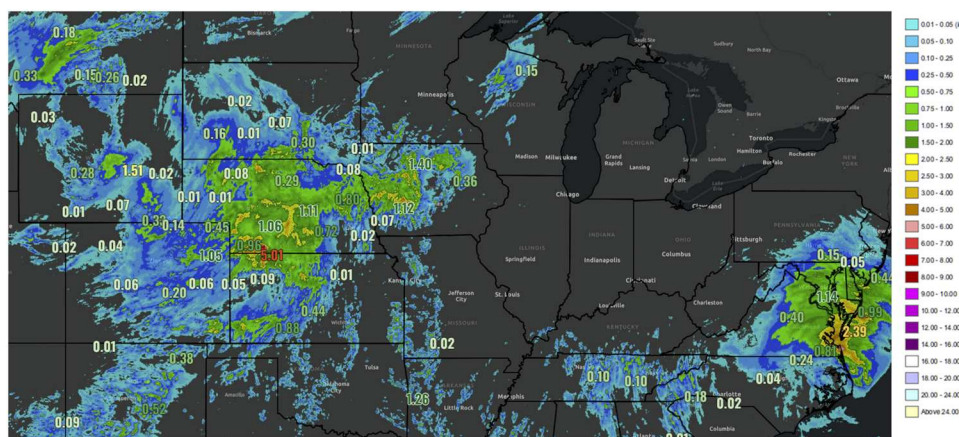 0.18
0.33
0.15
0.26
0.02
0.03
0.28
1.51
0.02
0.07
0.01
0.33
0.14
0.02
0.04
0.06
0.20
0.06
0.05
0.09
1.05
0.45
0.01
0.01
0.08
0.16
0.01
0.07
0.02
0.30
0.29
0.08
0.01
1.11
1.06
0.80
0.72
0.07
0.02
1.12
1.40
0.36
0.96
5.01
0.01
0.44
0.88
0.02
0.01
0.38
0.52
0.09
1.26
0.15
0.10
0.10
0.18
0.02
0.01
0.04
0.24
0.40
1.14
0.15
0.05
0.44
0.99
2.39
0.81
Bismarck
Fargo
MINNESOTA
Minneapolis
WISCONSIN
Madison
Milwaukee
Chicago
MICHIGAN
Grand
Rapids
Lansing
Detroit
Lake
Superior
Sault Ste.
Marie
Sudbury
North Bay
Ottawa
Barrie
Kingston
Owen
Sound
Toronto
Hamilton
London
Buffalo
Rochester
NEW
YORK
Cleveland
Pittsburgh
PENNSYLVANIA
ILLINOIS
INDIANA
OHIO
Springfield
Indianapolis
Columbus
Cincinnati
Charleston
Louisville
KENTUCKY
St. Louis
Jefferson
City
MISSOURI
Wichita
Tulsa
Oklahoma
City
Amarillo
Little Rock
Memphis
Charlotte
Columbia
Atlanta
0.05 - 0.10
0.10 - 0.25
0.25 - 0.50
0.50 - 0.75
0.75 - 1.00
1.00 - 1.50
1.50 - 2.00
2.00 - 2.50
2.50 - 3.00
3.00 - 4.00
4.00 - 5.00
5.00 - 6.00
6.00 - 7.00
7.00 - 8.00
8.00 - 9.00
9.00 - 10.00
10.00 - 12.00
12.00 - 14.00
14.00 - 16.00
16.00 - 18.00
18.00 - 20.00
20.00 - 24.00
Above 24.00